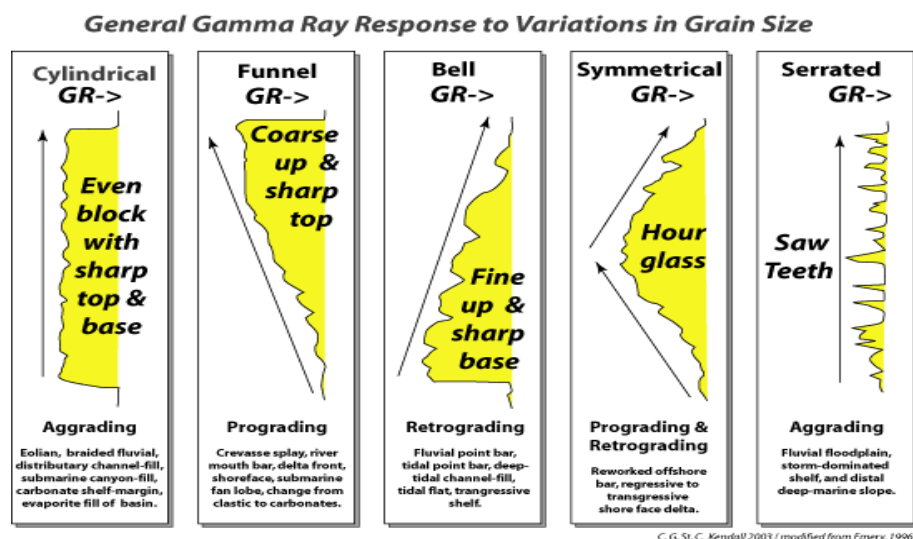 General Gamma Ray Response to Variations in Grain Size
Cylindrical
GR->
Even
block
with
sharp
top &
base
Aggrading
Eolian, braided fluvial,
distributary channel-fill,
submarine canyon-fill,
carbonate shelf-margin,
evaporite fill of basin.
Funnel
GR->
Coarse
up &
sharp
top
Prograding
Crevasse splay, river
mouth bar, delta front,
shoreface, submarine
fan lobe, change from
clastic to carbonates.
Bell
GR->
Fine
up &
sharp
base
Retrograding
Fluvial point bar,
tidal point bar, deep-
tidal channel-fill,
tidal flat, trangressive
shelf.
Symmetrical
GR->
Hour
glass
Prograding &
Retrograding
Reworked offshore
bar, regressive to
transgressive
shore face delta.
Serrated
GR->
Saw
Teeth
Aggrading
Fluvial floodplain,
storm-dominated
shelf, and distal
deep-marine slope.
C. G. St. C. Kendall 2003 ( modified from Emery, 1996